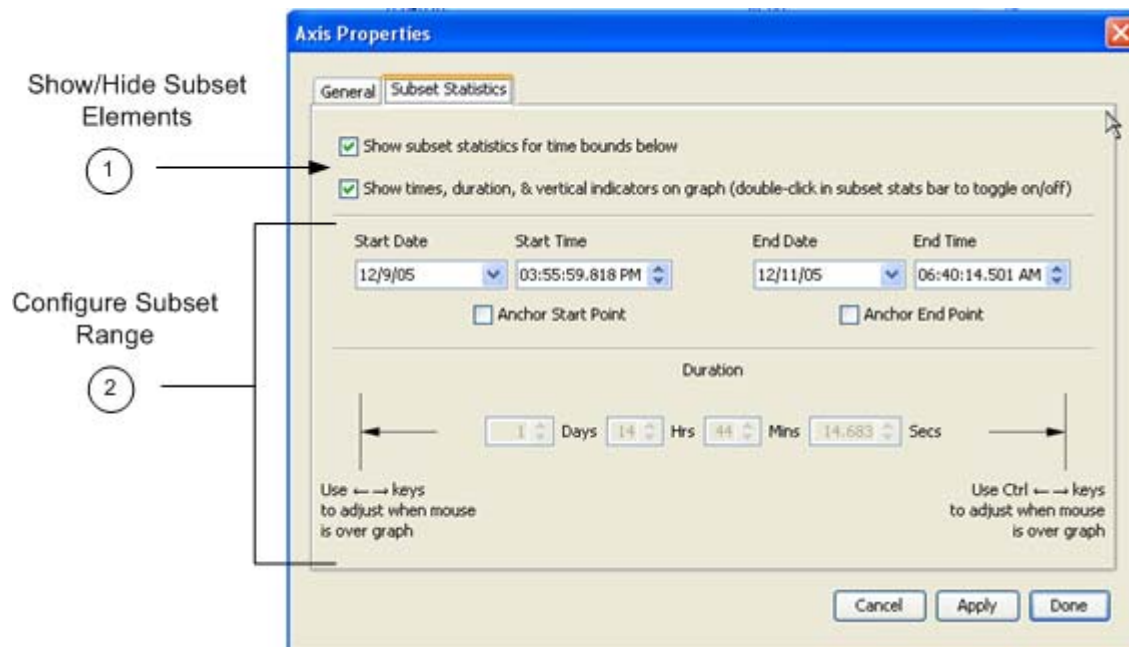 Axis Properties
Show/Hide Subset
Elements
1
General
Subset Statistics
Show subset statistics for time bounds below
Show times, duration, & vertical indicators on graph (double-click in subset stats bar to toggle on/off)
Configure Subset
Range
2
Start Date
Start Time
End Date
End Time
12/9/05
03:55:59.818 PM
12/11/05
06:40:14.501 AM
Anchor Start Point
Anchor End Point
Duration
1 Days 14 Hrs 44 Mins 14.683 Secs
Use ←→ keys
to adjust when mouse
is over graph
Use Ctrl ←→ keys
to adjust when mouse
is over graph
Cancel
Apply
Done